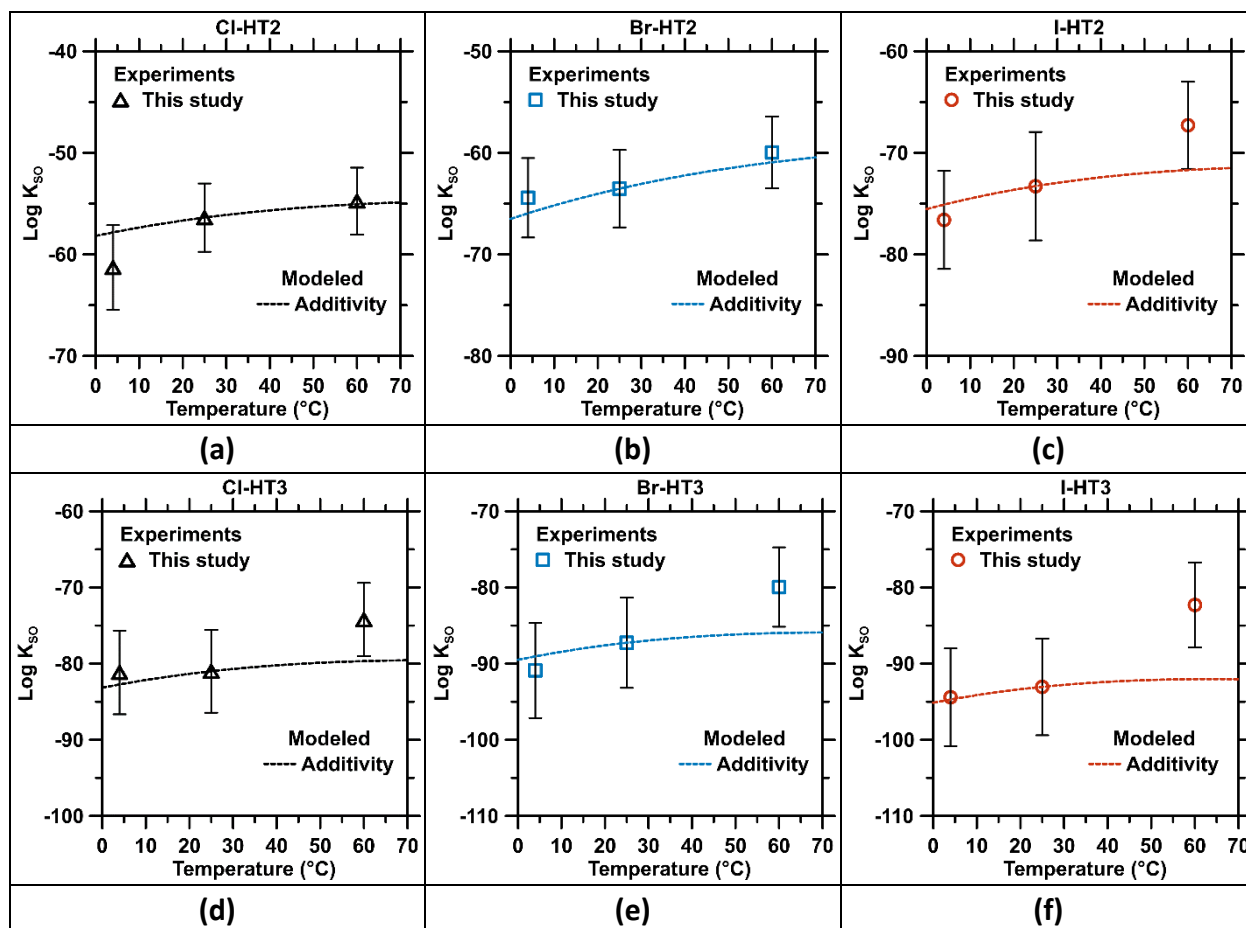 Cl-HT2
Log K_SO
-40
-50
-60
-70
Experiments
This study
Modeled
Additivity
0 10 20 30 40 50 60 70
Temperature (°C)
(a)
Br-HT2
Log K_SO
-50
-60
-70
-80
Experiments
This study
Modeled
Additivity
0 10 20 30 40 50 60 70
Temperature (°C)
(b)
I-HT2
Log K_SO
-60
-70
-80
-90
Experiments
This study
Modeled
Additivity
0 10 20 30 40 50 60 70
Temperature (°C)
(c)
Cl-HT3
Log K_SO
-60
-70
-80
-90
-100
Experiments
This study
Modeled
Additivity
0 10 20 30 40 50 60 70
Temperature (°C)
(d)
Br-HT3
Log K_SO
-70
-80
-90
-100
-110
Experiments
This study
Modeled
Additivity
0 10 20 30 40 50 60 70
Temperature (°C)
(e)
I-HT3
Log K_SO
-70
-80
-90
-100
-110
Experiments
This study
Modeled
Additivity
0 10 20 30 40 50 60 70
Temperature (°C)
(f)